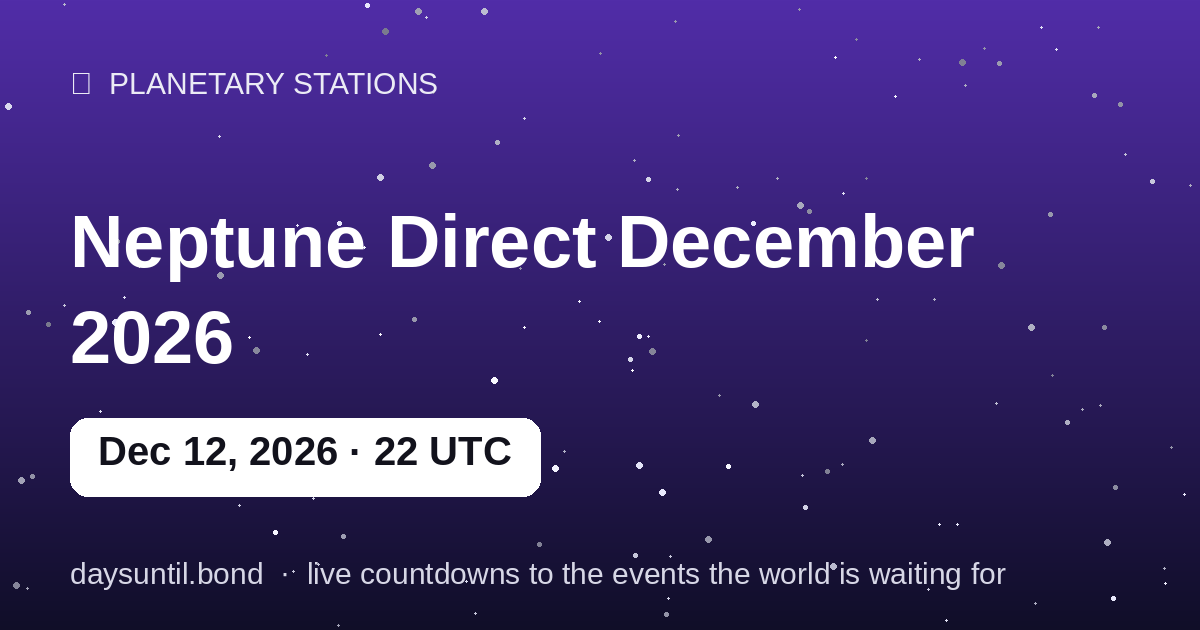 PLANETARY STATIONS
Neptune Direct December
2026
Dec 12, 2026 · 22 UTC
daysuntil.bond · live countdowns to the events the world is waiting for